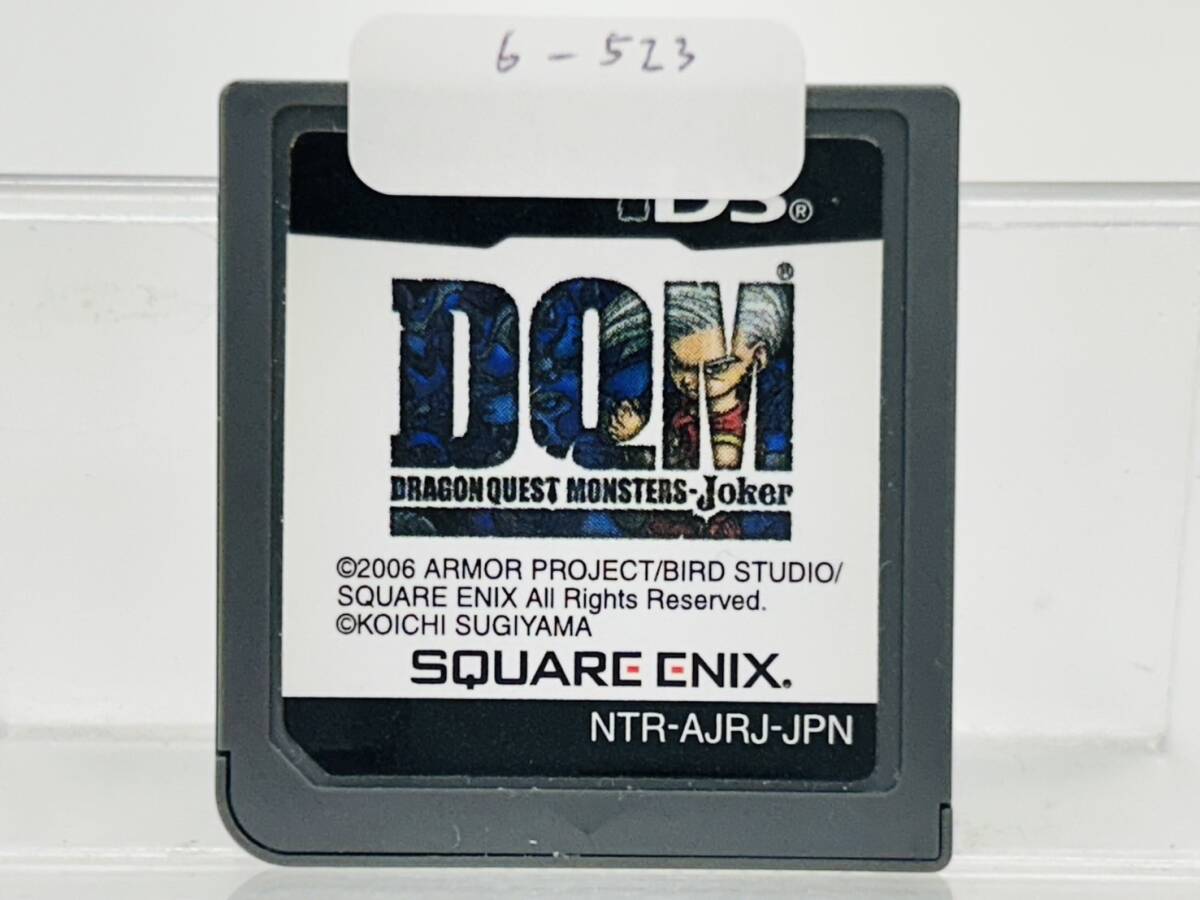 6-523
DS®
DQM®
DRAGON QUEST MONSTERS-Joker
©2006 ARMOR PROJECT/BIRD STUDIO/
SQUARE ENIX All Rights Reserved.
©KOICHI SUGIYAMA
SQUARE ENIX.
NTR-AJRJ-JPN